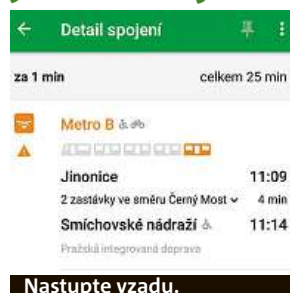 Detail spojení
za 1 min celkem 25 min
Metro B
Jinonice 11:09
2 zastávky ve směru Černý Most 4 min
Smíchovské nádraží 11:14
Pražská integrovaná doprava
Nastupte vzadu.